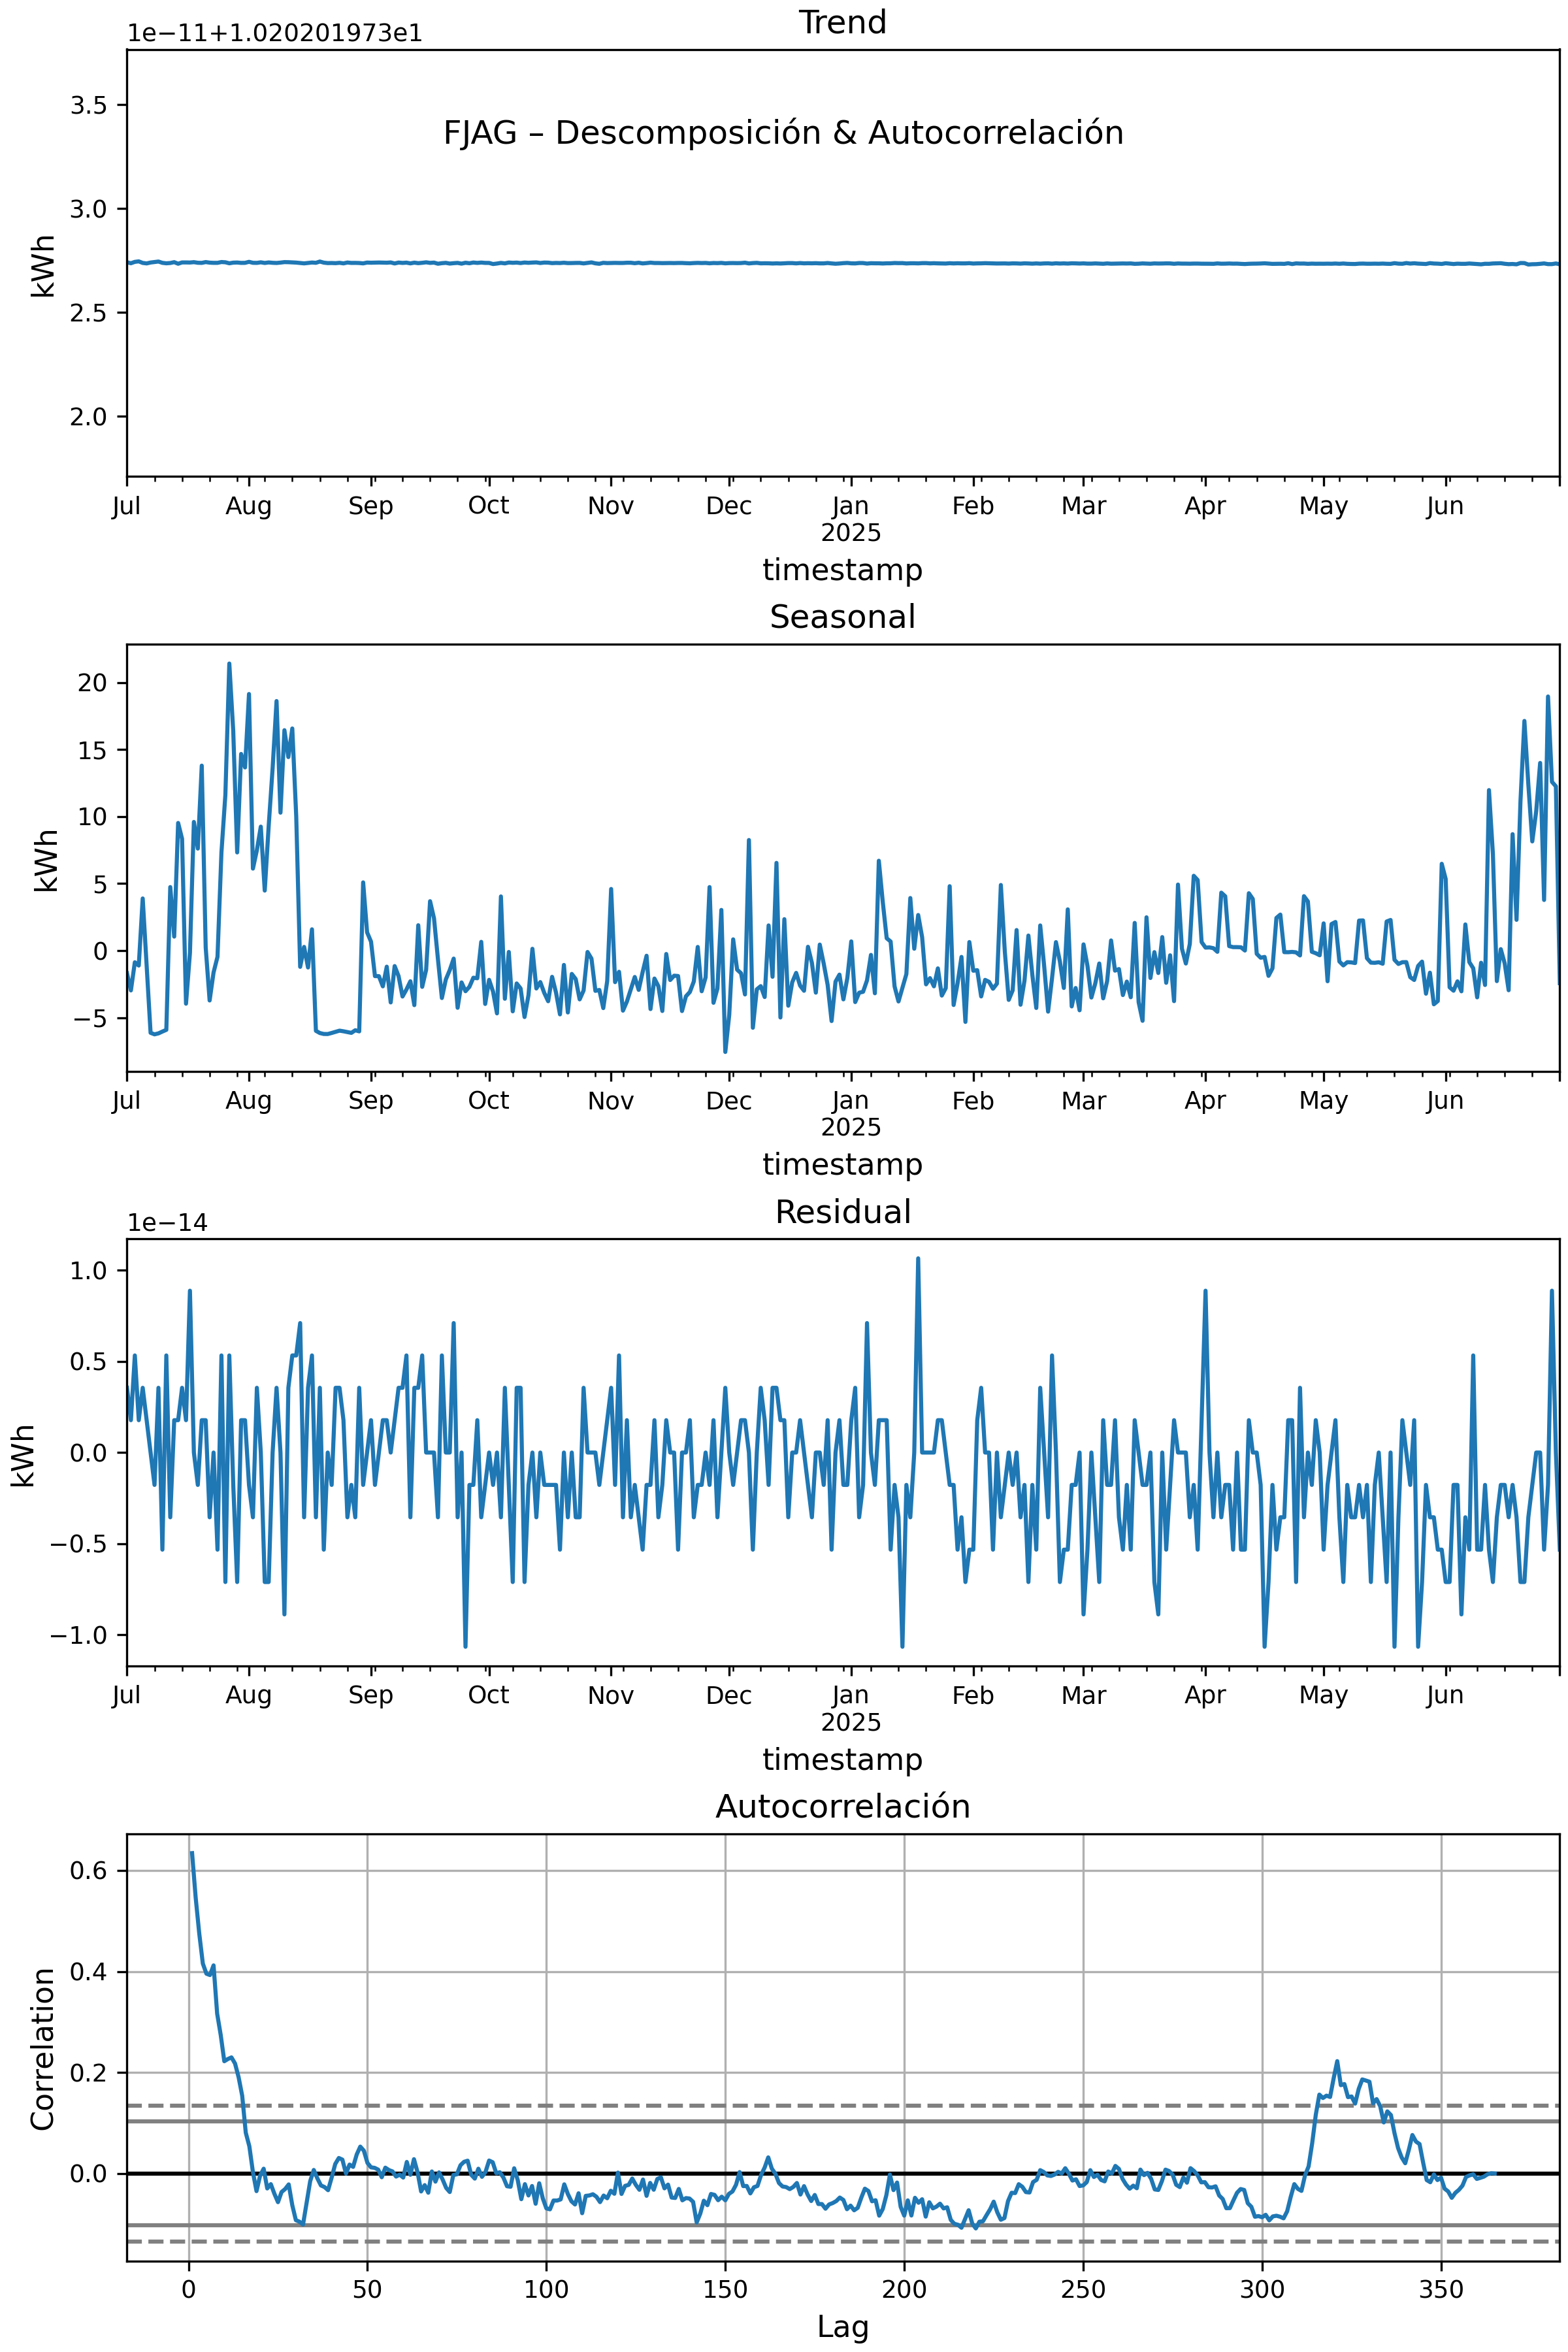 Trend
1e−11+1.020201973e1
FJAG – Descomposición & Autocorrelación
kWh
3.5
3.0
2.5
2.0
Jul Aug Sep Oct Nov Dec Jan Feb Mar Apr May Jun
2025
timestamp
Seasonal
kWh
20
15
10
5
0
−5
Jul Aug Sep Oct Nov Dec Jan Feb Mar Apr May Jun
2025
timestamp
Residual
1e−14
kWh
1.0
0.5
0.0
−0.5
−1.0
Jul Aug Sep Oct Nov Dec Jan Feb Mar Apr May Jun
2025
timestamp
Autocorrelación
Correlation
0.6
0.4
0.2
0.0
0 50 100 150 200 250 300 350
Lag